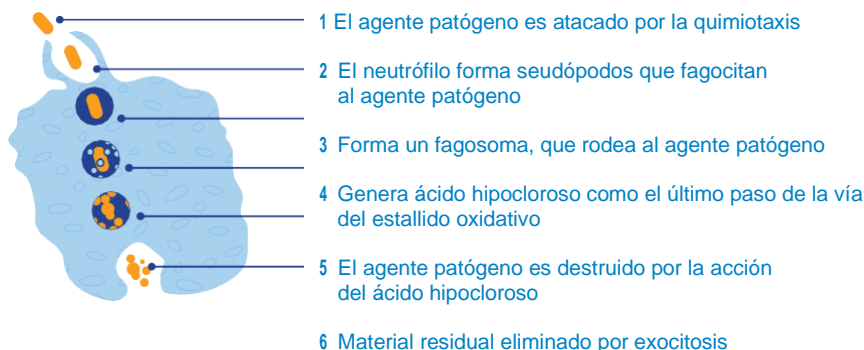 1 El agente patógeno es atacado por la quimiotaxis
2 El neutrófilo forma seudópodos que fagocitan
al agente patógeno
3 Forma un fagosoma, que rodea al agente patógeno
4 Genera ácido hipocloroso como el último paso de la vía
del estallido oxidativo
5 El agente patógeno es destruido por la acción
del ácido hipocloroso
6 Material residual eliminado por exocitosis